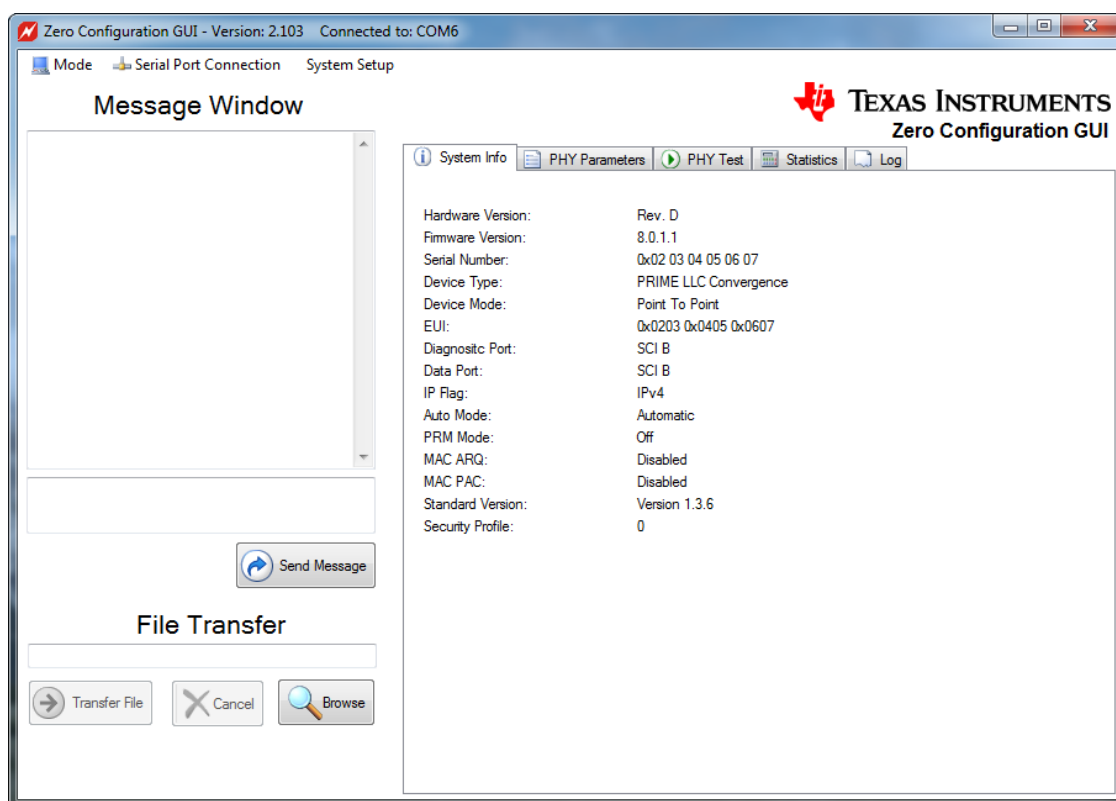 Zero Configuration GUI - Version: 2.103 Connected to: COM6
Mode Serial Port Connection System Setup
Message Window
TEXAS INSTRUMENTS
Zero Configuration GUI
System Info PHY Parameters PHY Test Statistics Log
Hardware Version: Rev. D
Firmware Version: 8.0.1.1
Serial Number: 0x02 03 04 05 06 07
Device Type: PRIME LLC Convergence
Device Mode: Point To Point
EUI: 0x0203 0x0405 0x0607
Diagnositc Port: SCI B
Data Port: SCI B
IP Flag: IPv4
Auto Mode: Automatic
PRM Mode: Off
MAC ARQ: Disabled
MAC PAC: Disabled
Standard Version: Version 1.3.6
Security Profile: 0
Send Message
File Transfer
Transfer File Cancel Browse